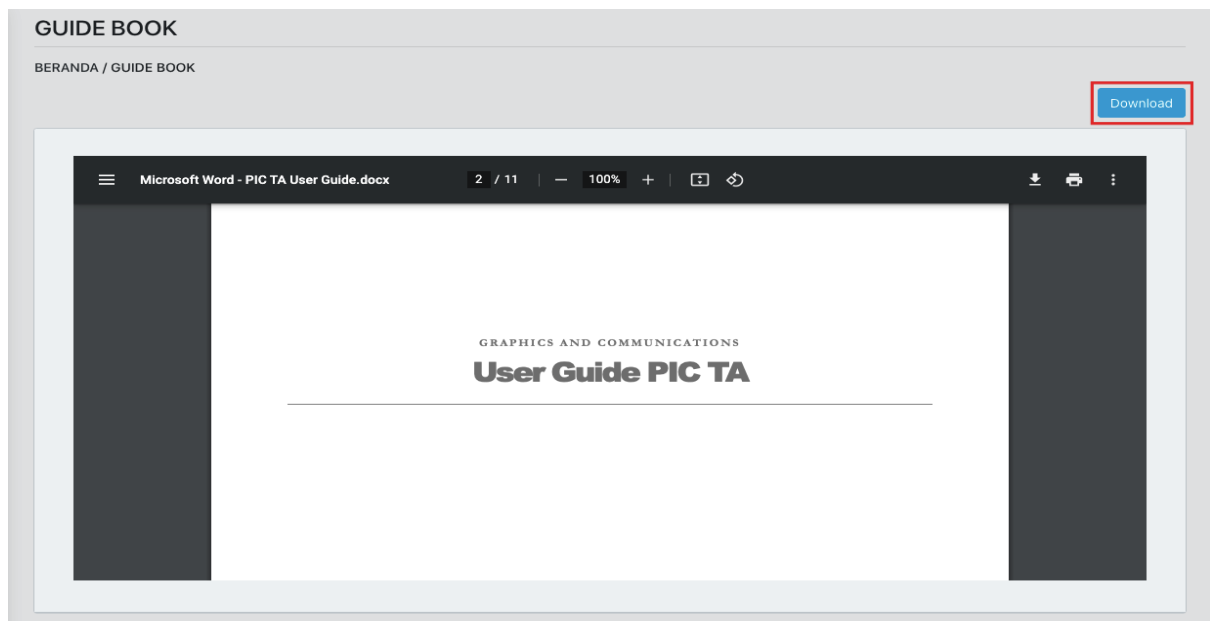 GUIDE BOOK
BERANDA / GUIDE BOOK
Download
Microsoft Word - PIC TA User Guide.docx 2 / 11 | — 100% + |
GRAPHICS AND COMMUNICATIONS
User Guide PIC TA